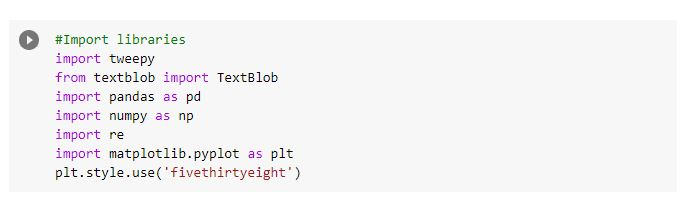 #Import libraries
import tweepy
from textblob import TextBlob
import pandas as pd
import numpy as np
import re
import matplotlib.pyplot as plt
plt.style.use('fivethirtyeight')